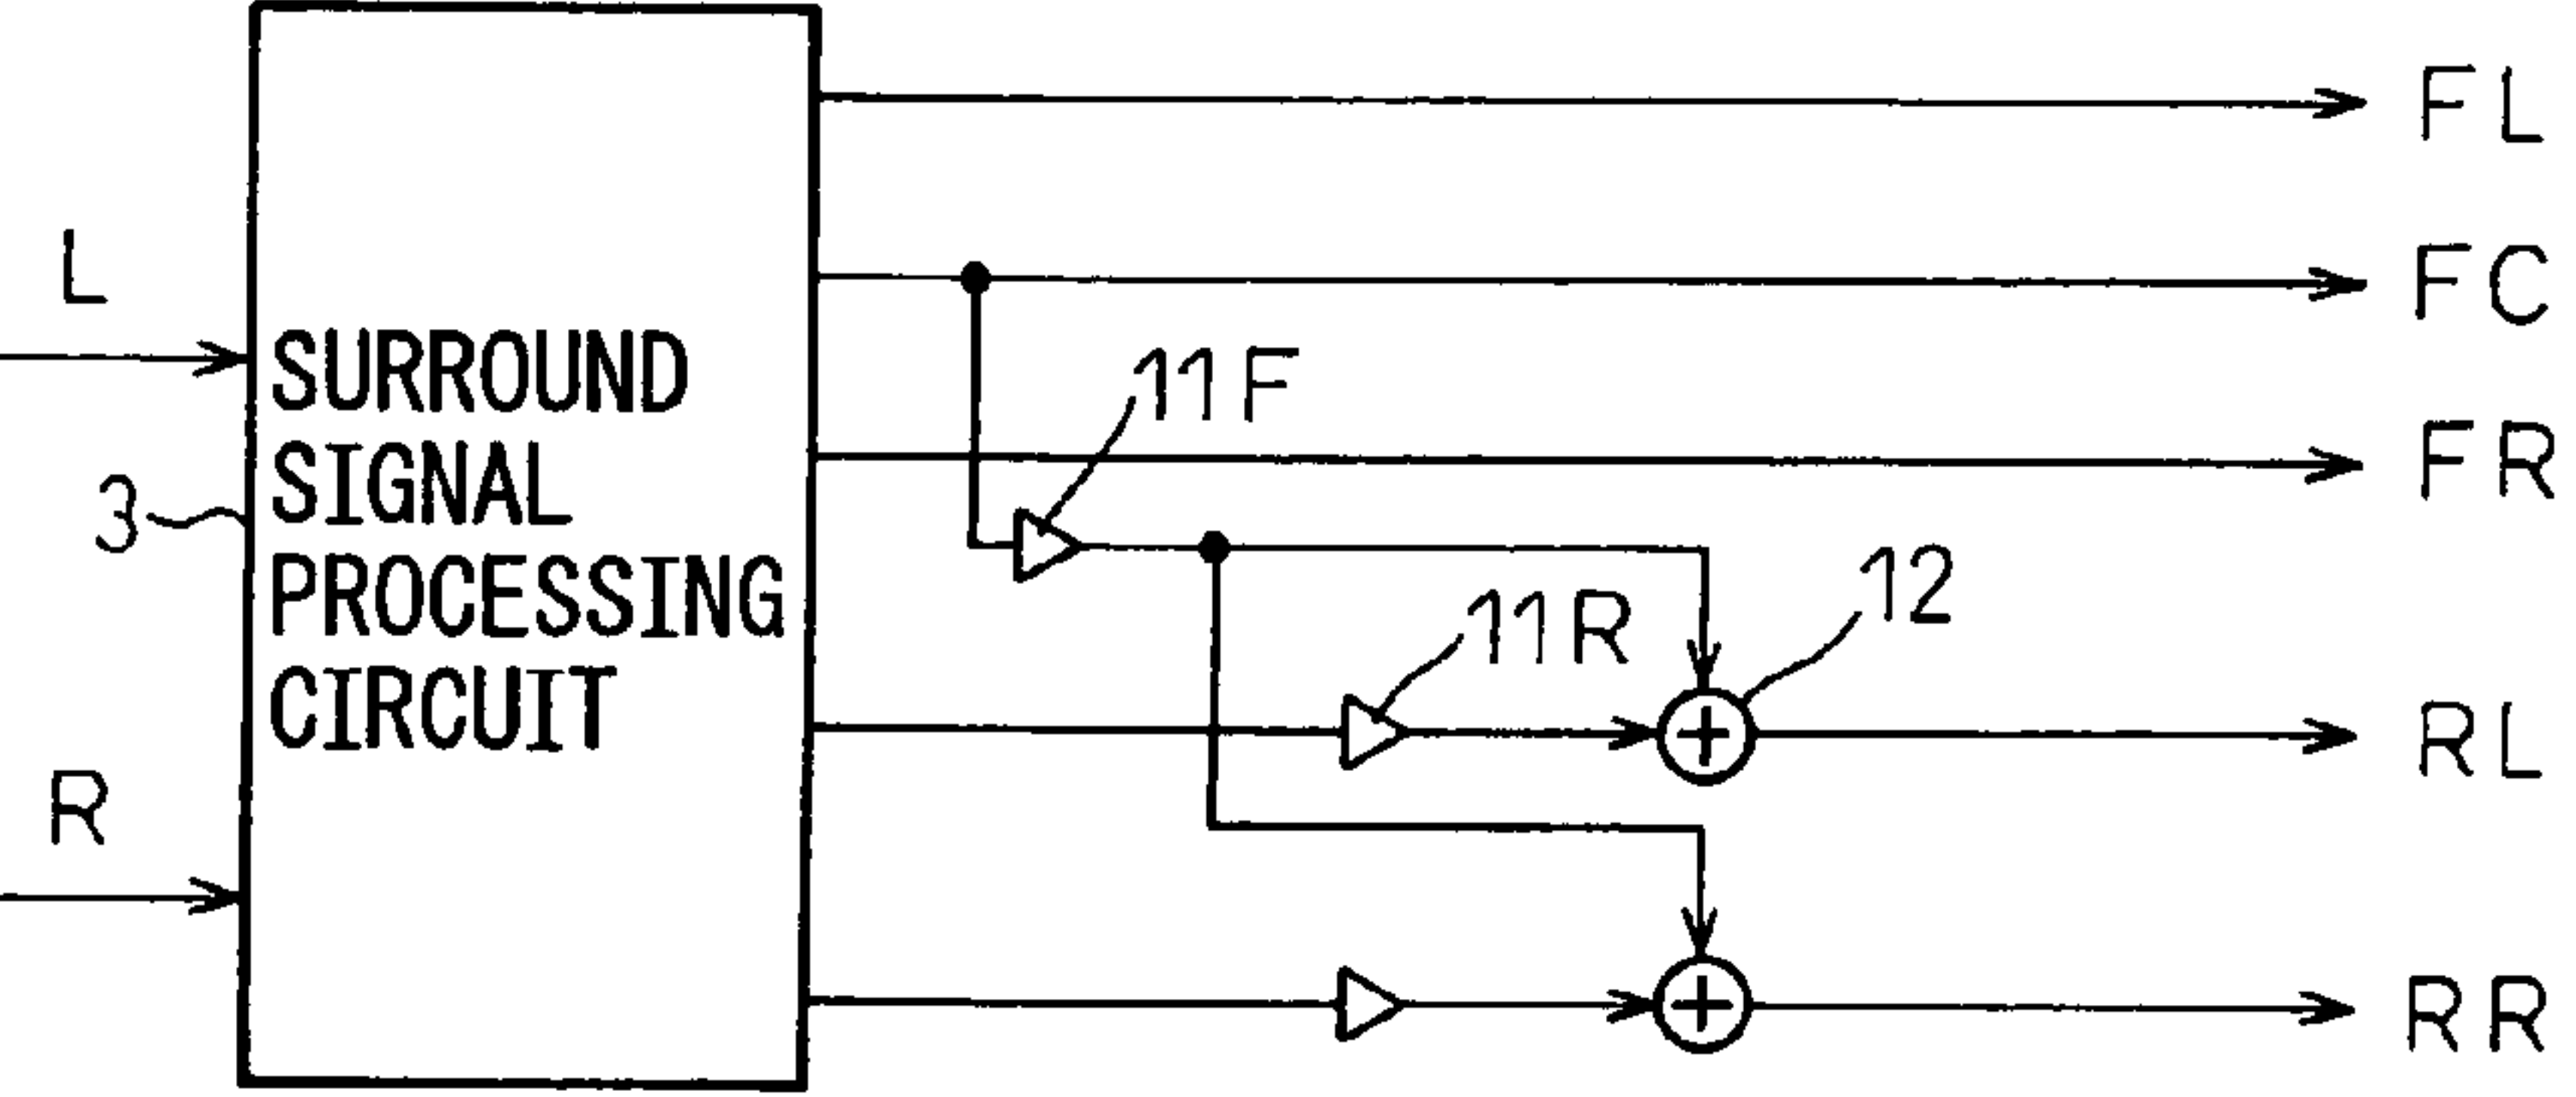 FL
L
FC
SURROUND
SIGNAL
PROCESSING
CIRCUIT
11F
FR
3
11R
12
RL
R
RR